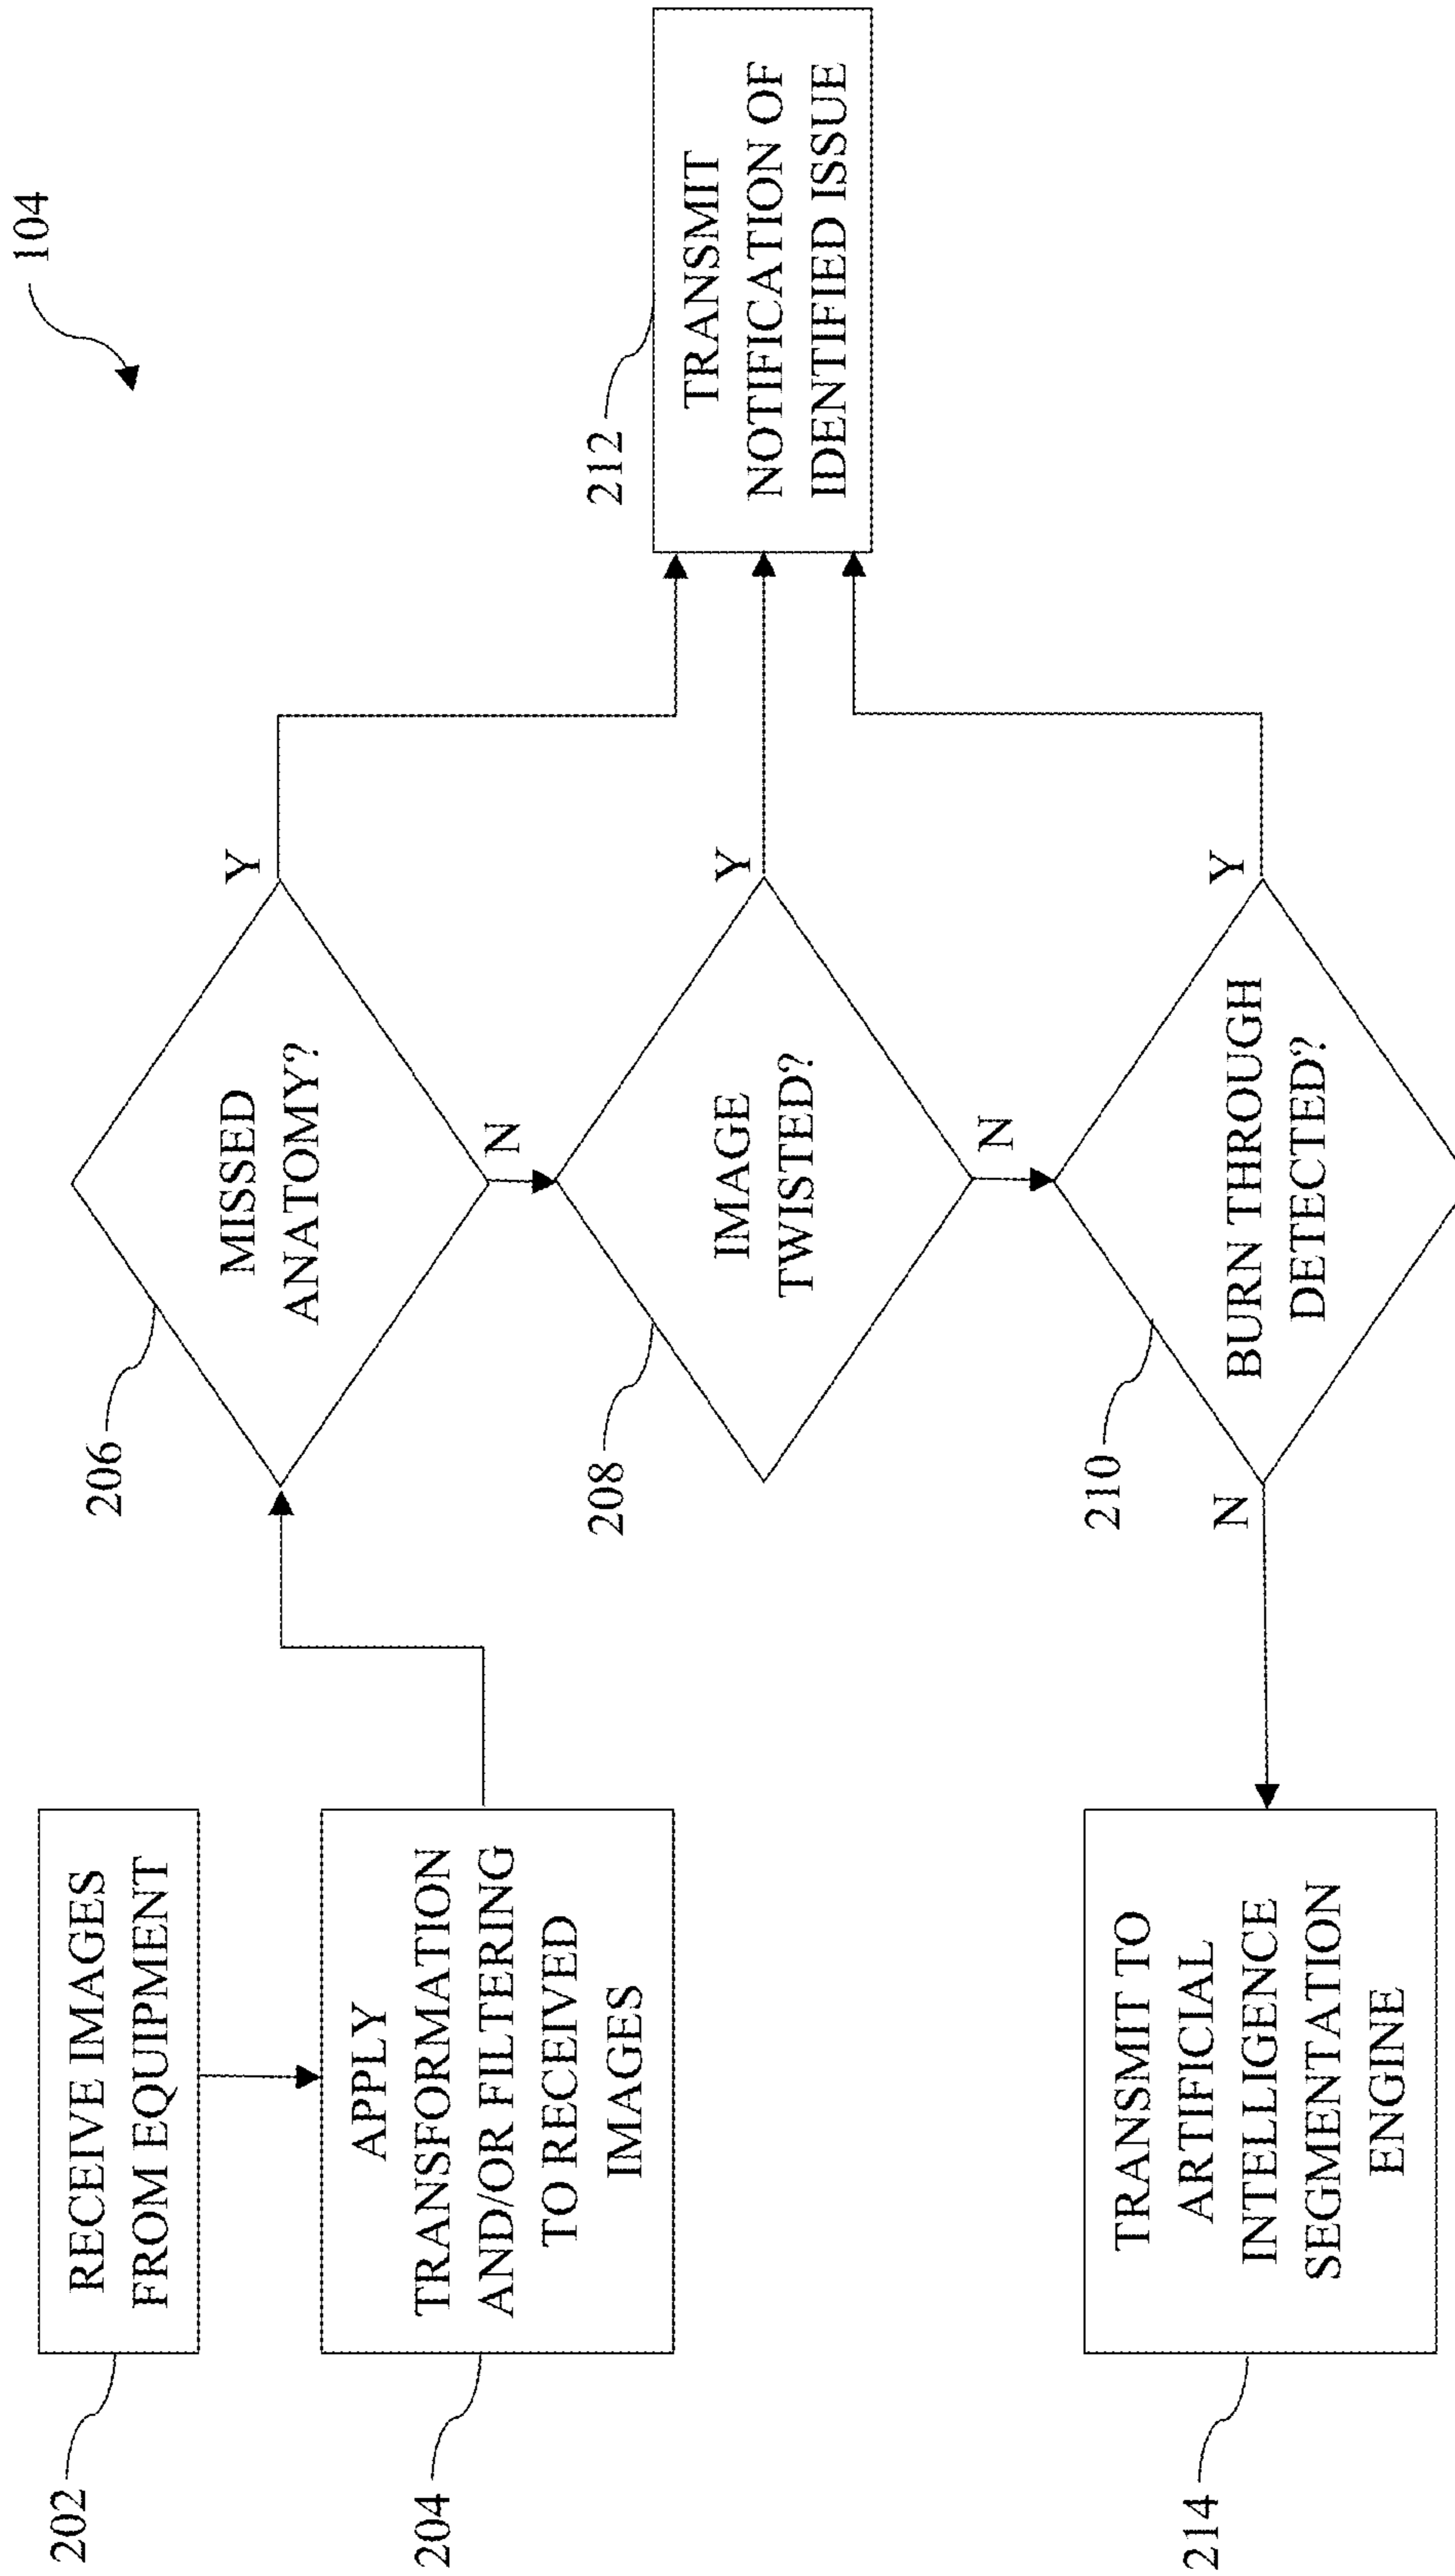 104
202
RECEIVE IMAGES
FROM EQUIPMENT
204
APPLY
TRANSFORMATION
AND/OR FILTERING
TO RECEIVED
IMAGES
206
MISSED
ANATOMY?
Y
N
208
IMAGE
TWISTED?
Y
N
210
BURN THROUGH
DETECTED?
Y
N
212
TRANSMIT
NOTIFICATION OF
IDENTIFIED ISSUE
214
TRANSMIT TO
ARTIFICIAL
INTELLIGENCE
SEGMENTATION
ENGINE